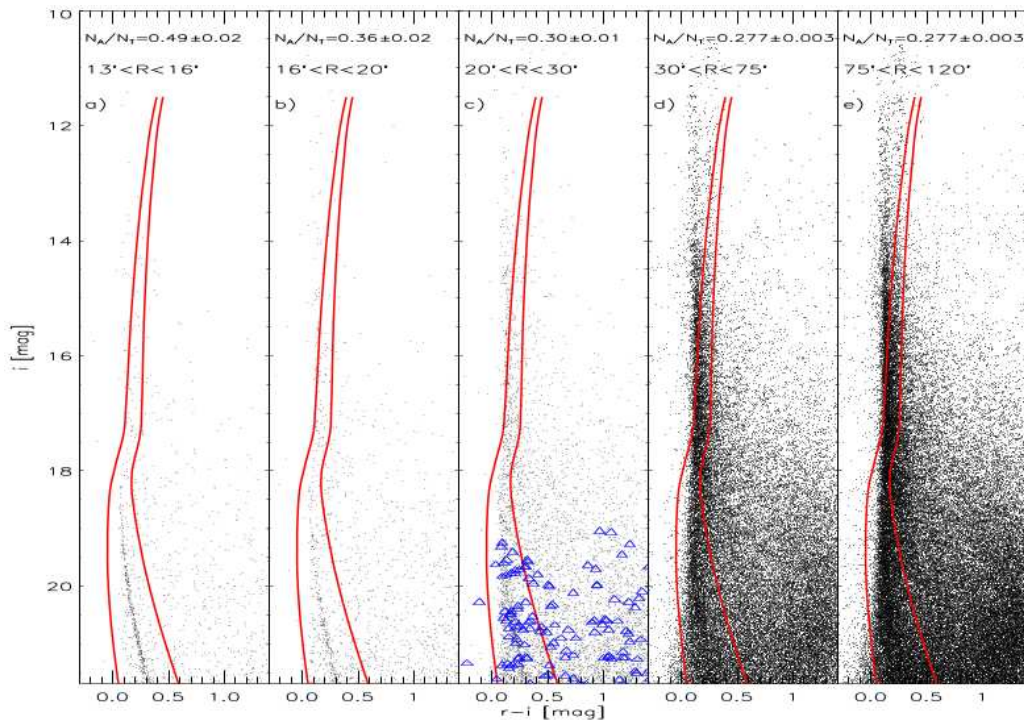 N_A/N_T=0.49±0.02
13'<R<16'
a)
N_A/N_T=0.36±0.02
16'<R<20'
b)
N_A/N_T=0.30±0.01
20'<R<30'
c)
N_A/N_T=0.277±0.003
30'<R<75'
d)
N_A/N_T=0.277±0.003
75'<R<120'
e)
10
12
14
16
18
20
i [mag]
0.0 0.5 1.0
0.0 0.5 1.0
0.0 0.5 1
0.0 0.5 1
0.0 0.5 1
r-i [mag]